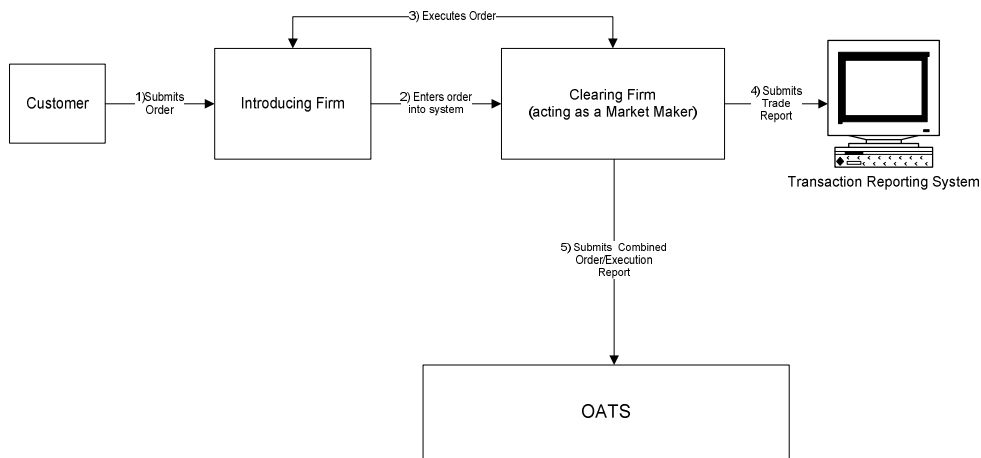 3) Executes Order
Customer
1)Submits
Order
Introducing Firm
2) Enters order
into system
Clearing Firm
(acting as a Market Maker)
4) Submits
Trade
Report
Transaction Reporting System
5) Submits Combined
Order/Execution
Report
OATS